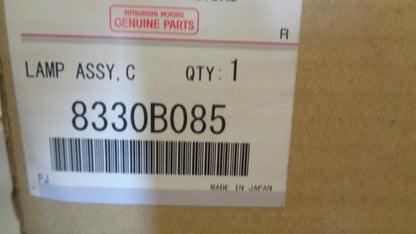 MITSUBISHI MOTORS
GENUINE PARTS
R
LAMP ASSY, C QTY: 1
8330B085
PJ
MADE IN JAPAN